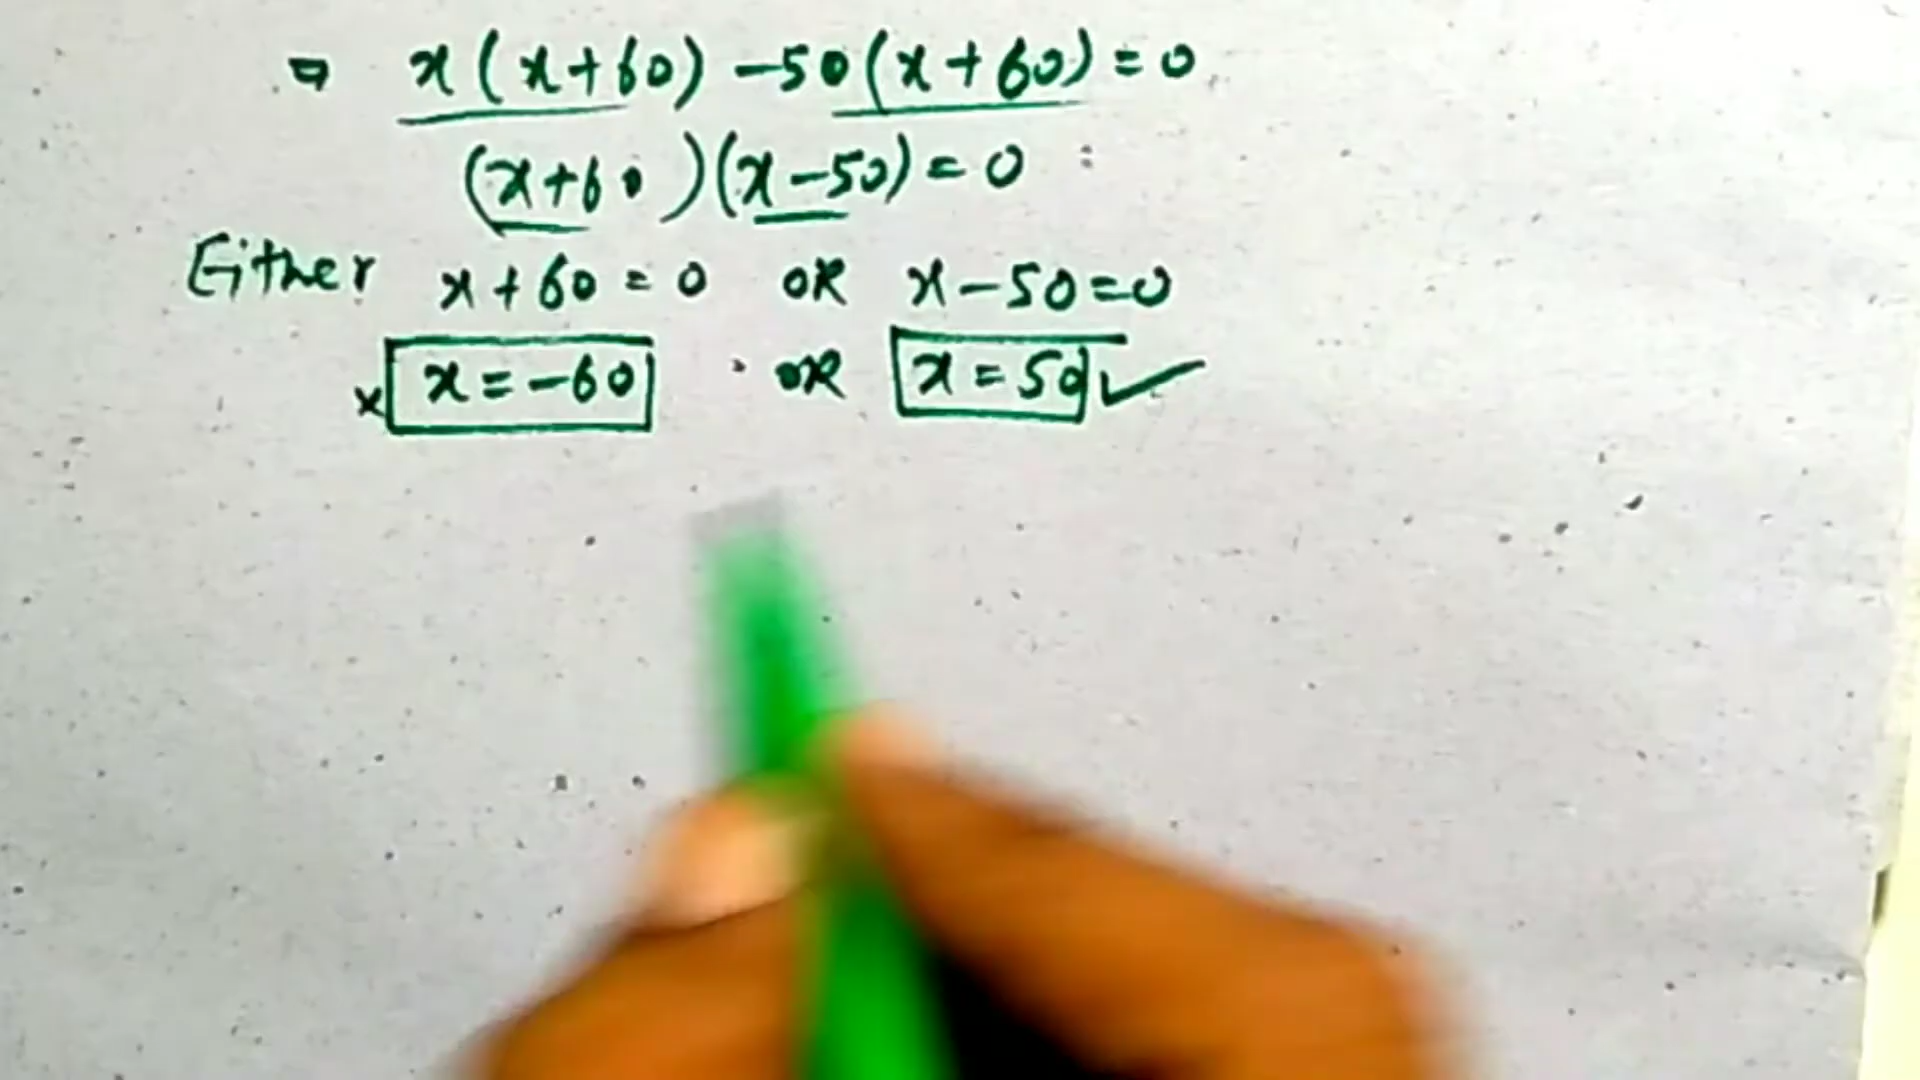 ⇒ x(x+60) -50(x+60)=0
(x+60)(x-50)=0
Either x+60=0 OR x-50=0
× x=-60 OR x=50 ✓